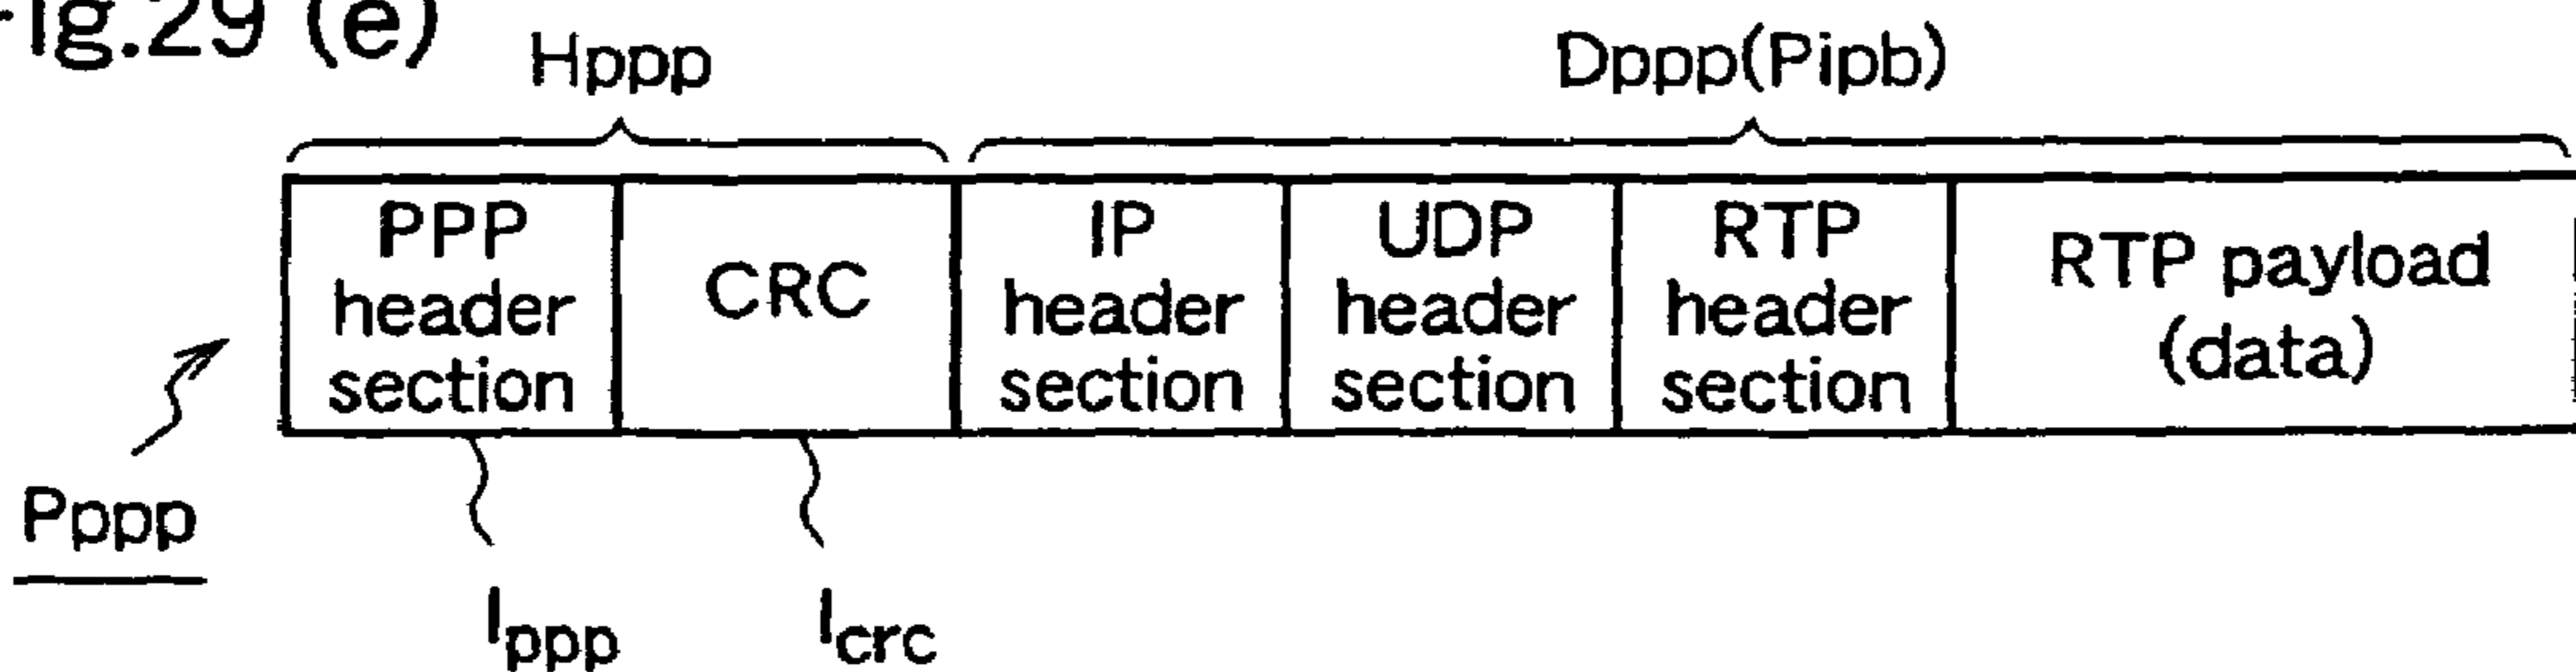 Fig.29 (e)
Hppp
Dppp(Pipb)
PPP
header
section
CRC
IP
header
section
UDP
header
section
RTP
header
section
RTP payload
(data)
Pppp
Ippp
Icrc